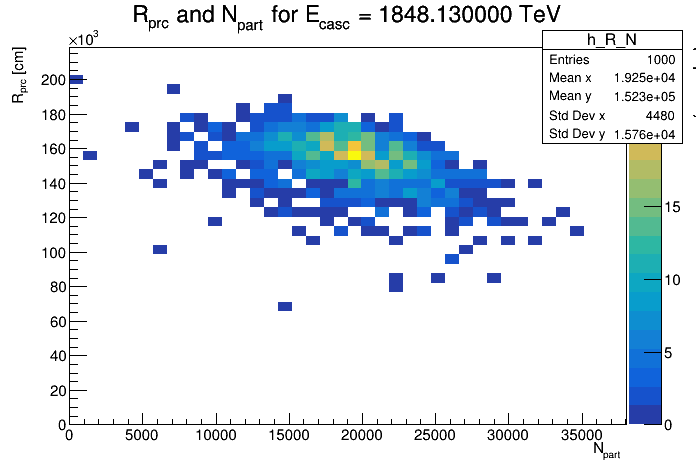 R_prc and N_part for E_casc = 1848.130000 TeV
×10³
R_prc [cm]
h_R_N
Entries 1000
Mean x 1.925e+04
Mean y 1.523e+05
Std Dev x 4480
Std Dev y 1.576e+04
200
180
160
140
120
100
80
60
40
20
0
0 5000 10000 15000 20000 25000 30000 35000
N_part
15
10
5
0